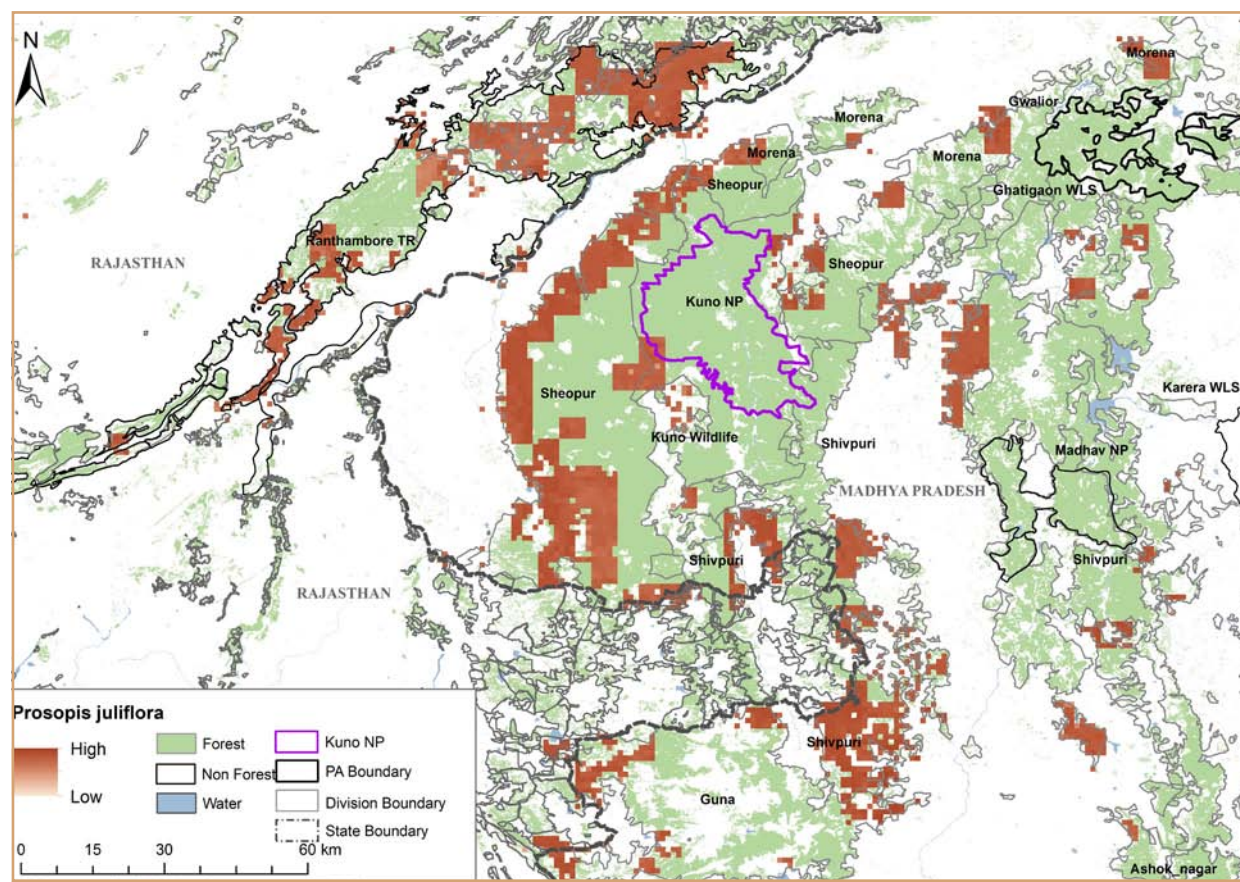 N
Morena
Gwalior
Morena
Morena
Morena
Sheopur
Ghatigaon WLS
Ranthambore TR
RAJASTHAN
Sheopur
Kuno NP
Sheopur
Karera WLS
Kuno Wildlife
Shivpuri
Madhav NP
MADHYA PRADESH
Shivpuri
Shivpuri
RAJASTHAN
Shivpuri
Guna
Ashok_nagar
Prosopis juliflora
High
Low
Forest
Non Forest
Water
Kuno NP
PA Boundary
Division Boundary
State Boundary
0 15 30 60 km